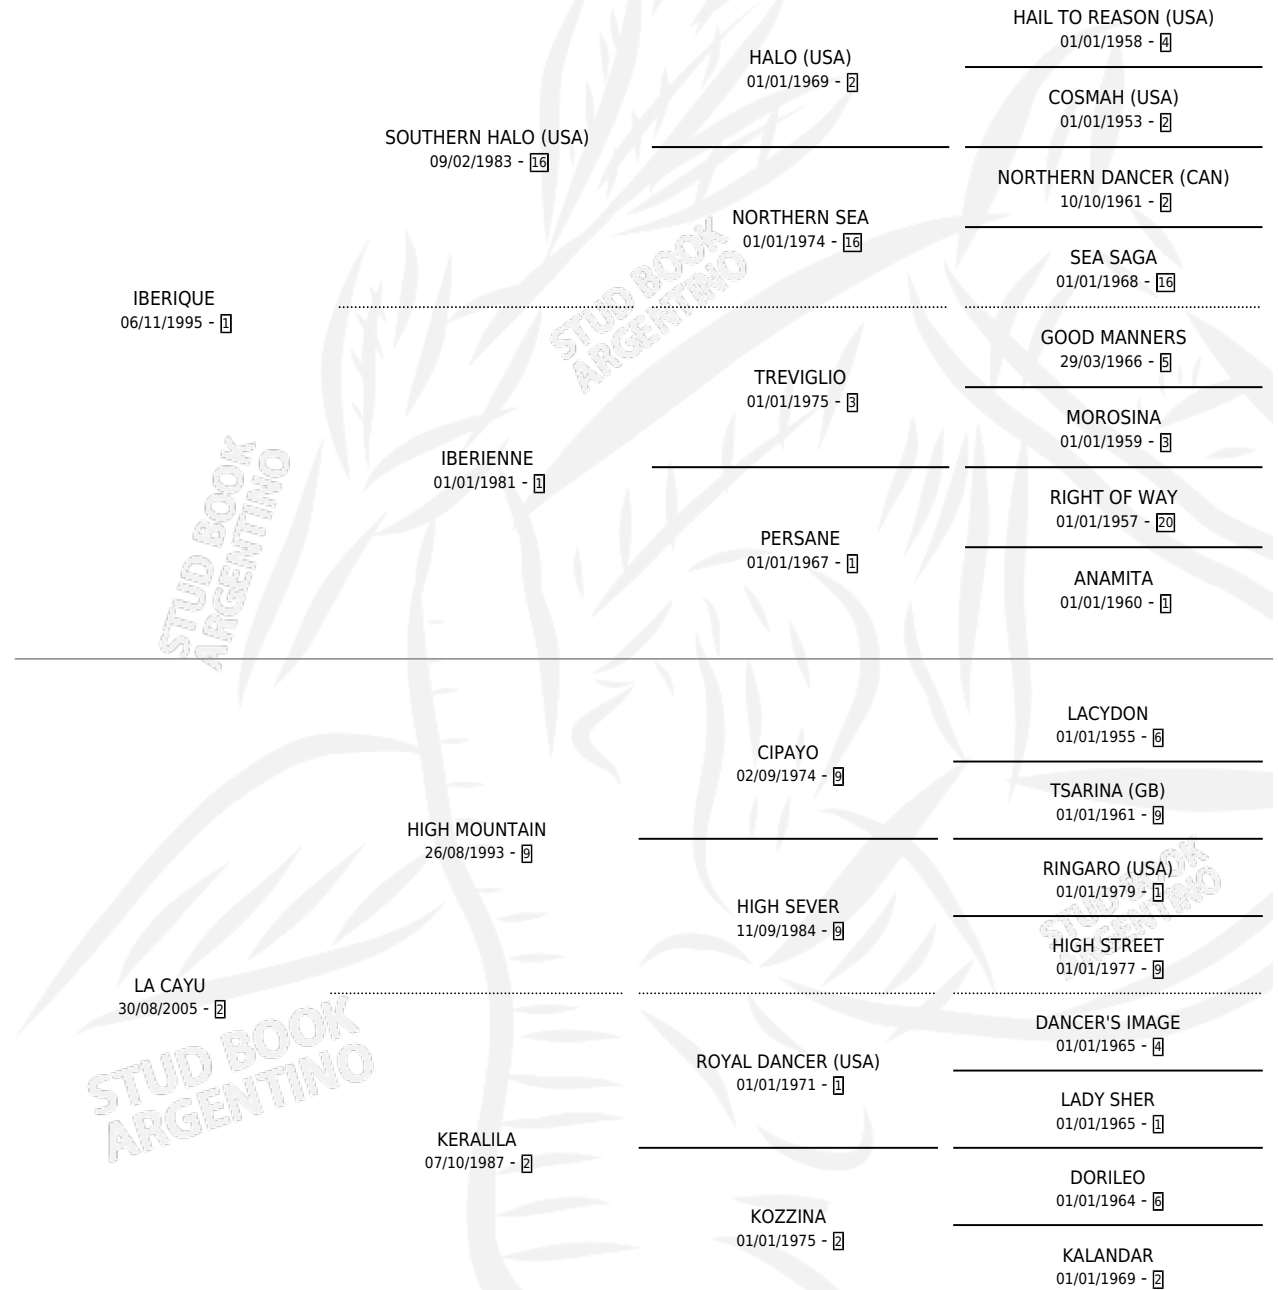 HAIL TO REASON (USA)
01/01/1958 - 4
HALO (USA)
01/01/1969 - 2
COSMAH (USA)
01/01/1953 - 2
SOUTHERN HALO (USA)
09/02/1983 - 16
NORTHERN DANCER (CAN)
10/10/1961 - 2
NORTHERN SEA
01/01/1974 - 16
SEA SAGA
01/01/1968 - 16
STUD BOOK
ARGENTINO
IBERIQUE
06/11/1995 - 1
GOOD MANNERS
29/03/1966 - 5
TREVIGLIO
01/01/1975 - 3
MOROSINA
01/01/1959 - 3
IBERIENNE
01/01/1981 - 1
RIGHT OF WAY
01/01/1957 - 20
PERSANE
01/01/1967 - 1
ANAMITA
01/01/1960 - 1
STUD BOOK
ARGENTINO
LACYDON
01/01/1955 - 6
CIPAYO
02/09/1974 - 9
TSARINA (GB)
01/01/1961 - 9
HIGH MOUNTAIN
26/08/1993 - 9
RINGARO (USA)
01/01/1979 - 1
HIGH SEVER
11/09/1984 - 9
STUD BOOK
ARGENTINO
HIGH STREET
01/01/1977 - 9
LA CAYU
30/08/2005 - 2
DANCER'S IMAGE
01/01/1965 - 4
ROYAL DANCER (USA)
01/01/1971 - 1
STUD BOOK
ARGENTINO
LADY SHER
01/01/1965 - 1
KERALILA
07/10/1987 - 2
DORILEO
01/01/1964 - 6
KOZZINA
01/01/1975 - 2
KALANDAR
01/01/1969 - 2